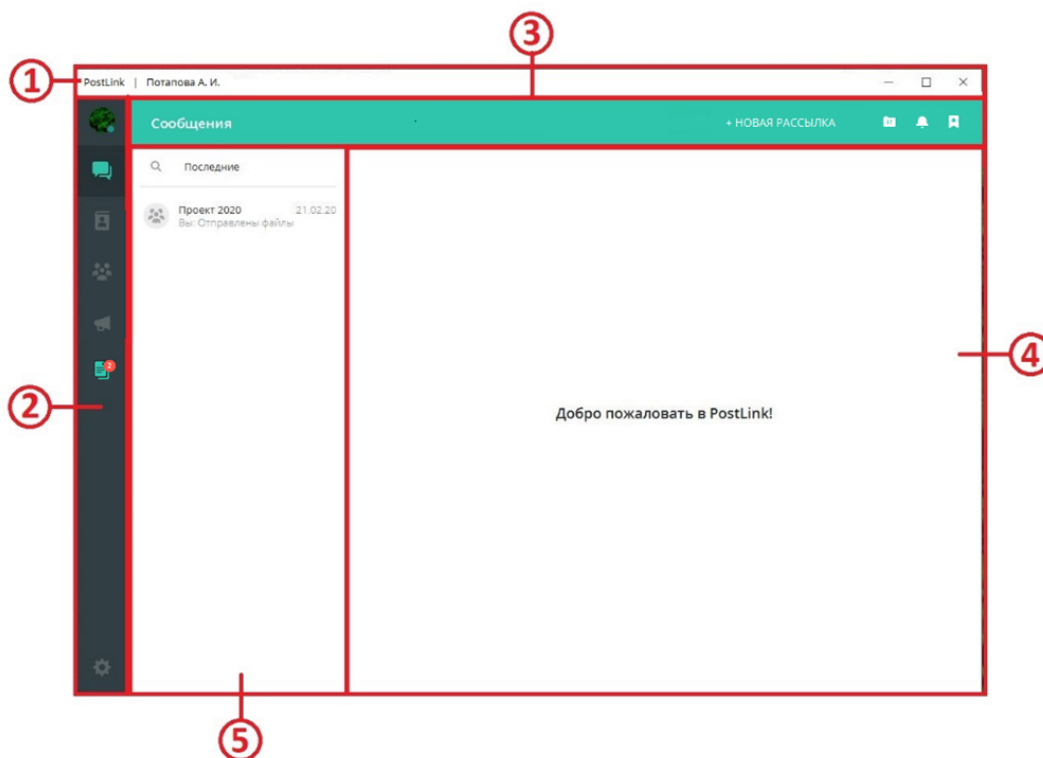 3
1
PostLink | Потапова А. И.
Сообщения
+ НОВАЯ РАССЫЛКА
Последние
Проект 2020 21.02.20
Вы: Отправлены файлы
2
4
2
Добро пожаловать в PostLink!
5